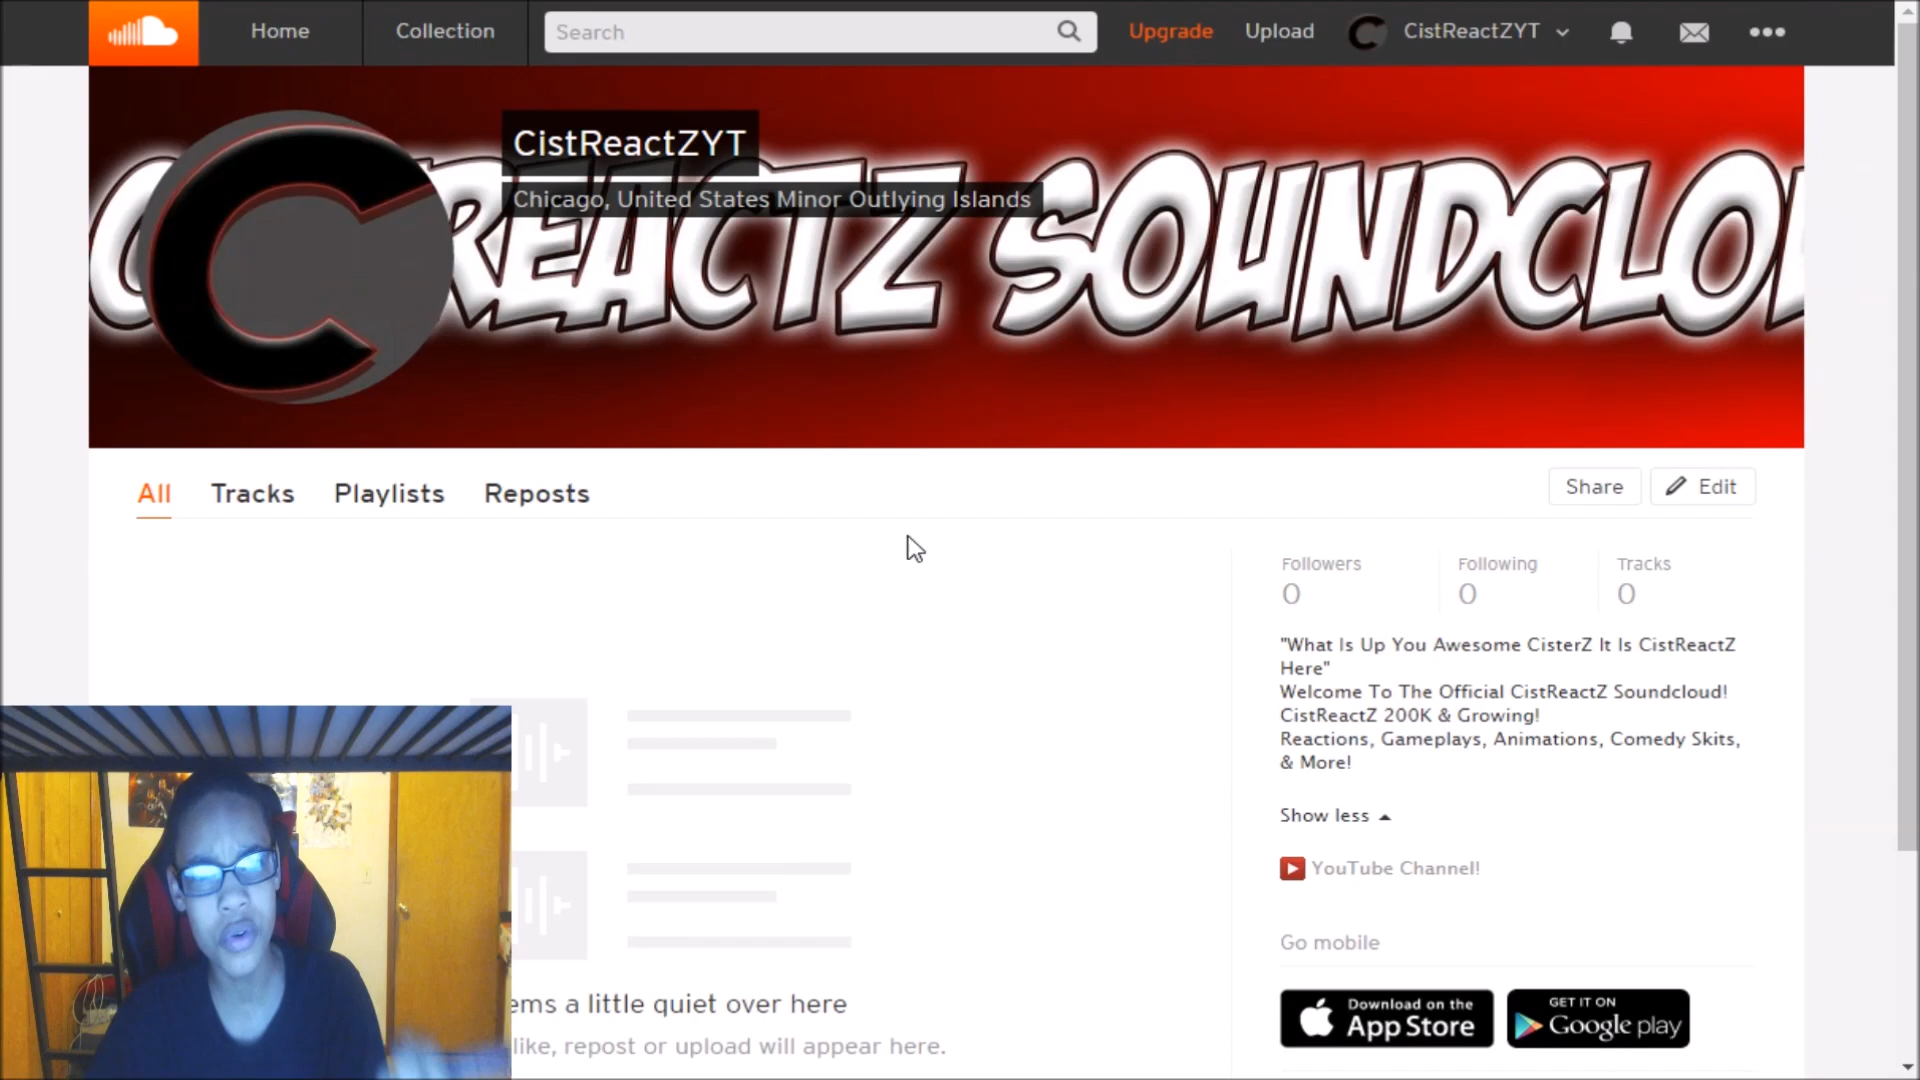 Home
Collection
Search
Upgrade
Upload
CistReactZYT
CistReactZYT
Chicago, United States Minor Outlying Islands
C
REACTZ SOUNDCLO
All
Tracks
Playlists
Reposts
Share
Edit
Followers
0
Following
0
Tracks
0
"What Is Up You Awesome CisterZ It Is CistReactZ
Here"
Welcome To The Official CistReactZ Soundcloud!
CistReactZ 200K & Growing!
Reactions, Gameplays, Animations, Comedy Skits,
& More!
Show less
YouTube Channel!
Go mobile
Download on the
App Store
GET IT ON
Google play
ems a little quiet over here
like, repost or upload will appear here.